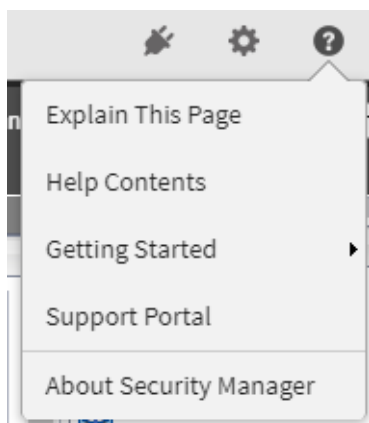 Explain This Page
Help Contents
Getting Started
Support Portal
About Security Manager